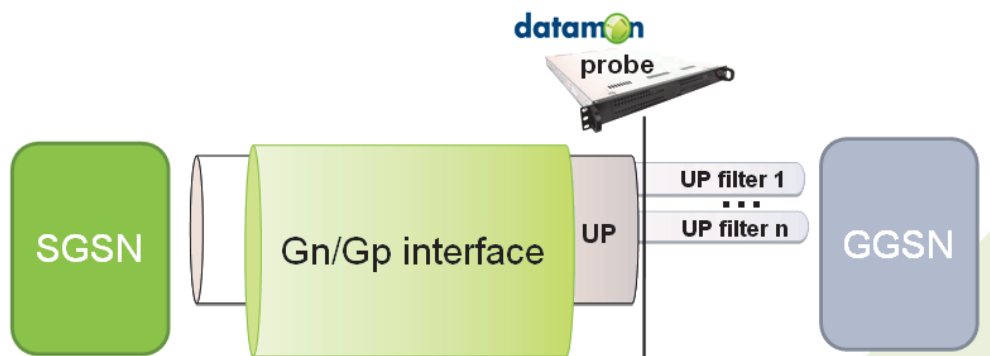 datamon
probe
SGSN
Gn/Gp interface
UP
UP filter 1
...
UP filter n
GGSN